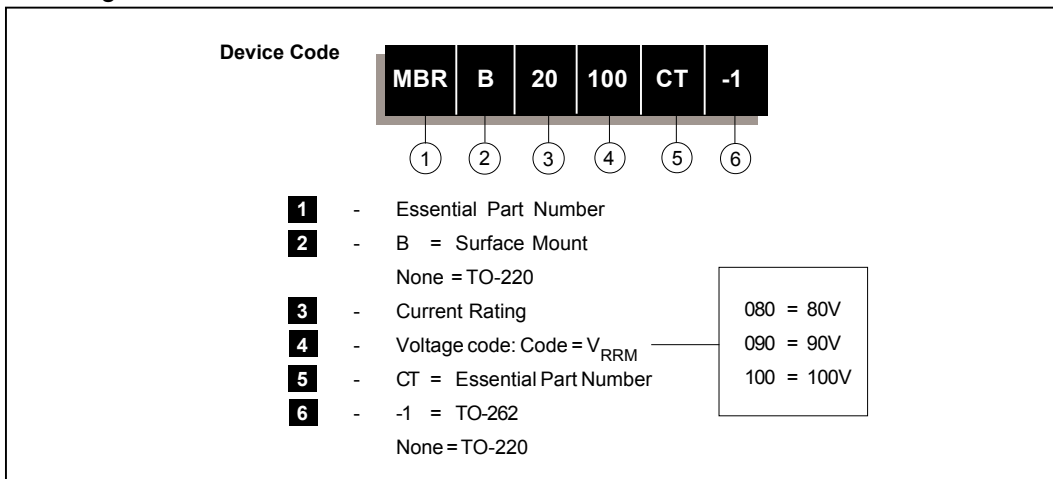 Device Code
MBR B 20 100 CT -1
1 2 3 4 5 6
1 - Essential Part Number
2 - B = Surface Mount
None = TO-220
3 - Current Rating
4 - Voltage code: Code = VRRM
5 - CT = Essential Part Number
6 - -1 = TO-262
None = TO-220
080 = 80V
090 = 90V
100 = 100V